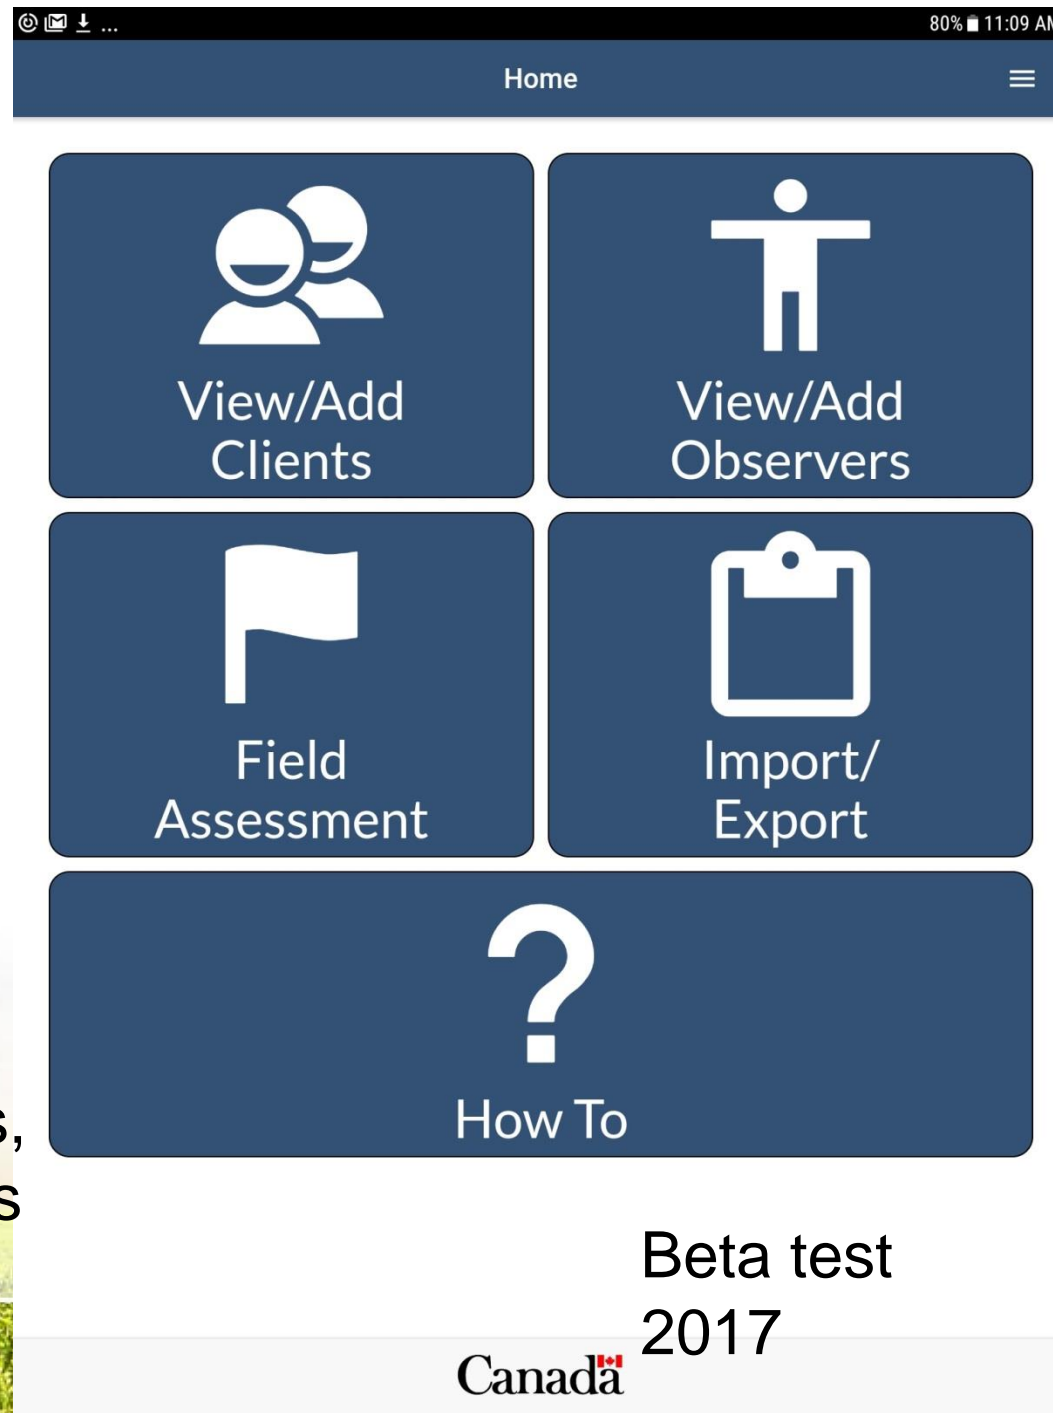 ... 80% 11:09 AM
Home
View/Add
Clients
View/Add
Observers
Field
Assessment
Import/
Export
?
How To
s,
s
Beta test
2017
Canada